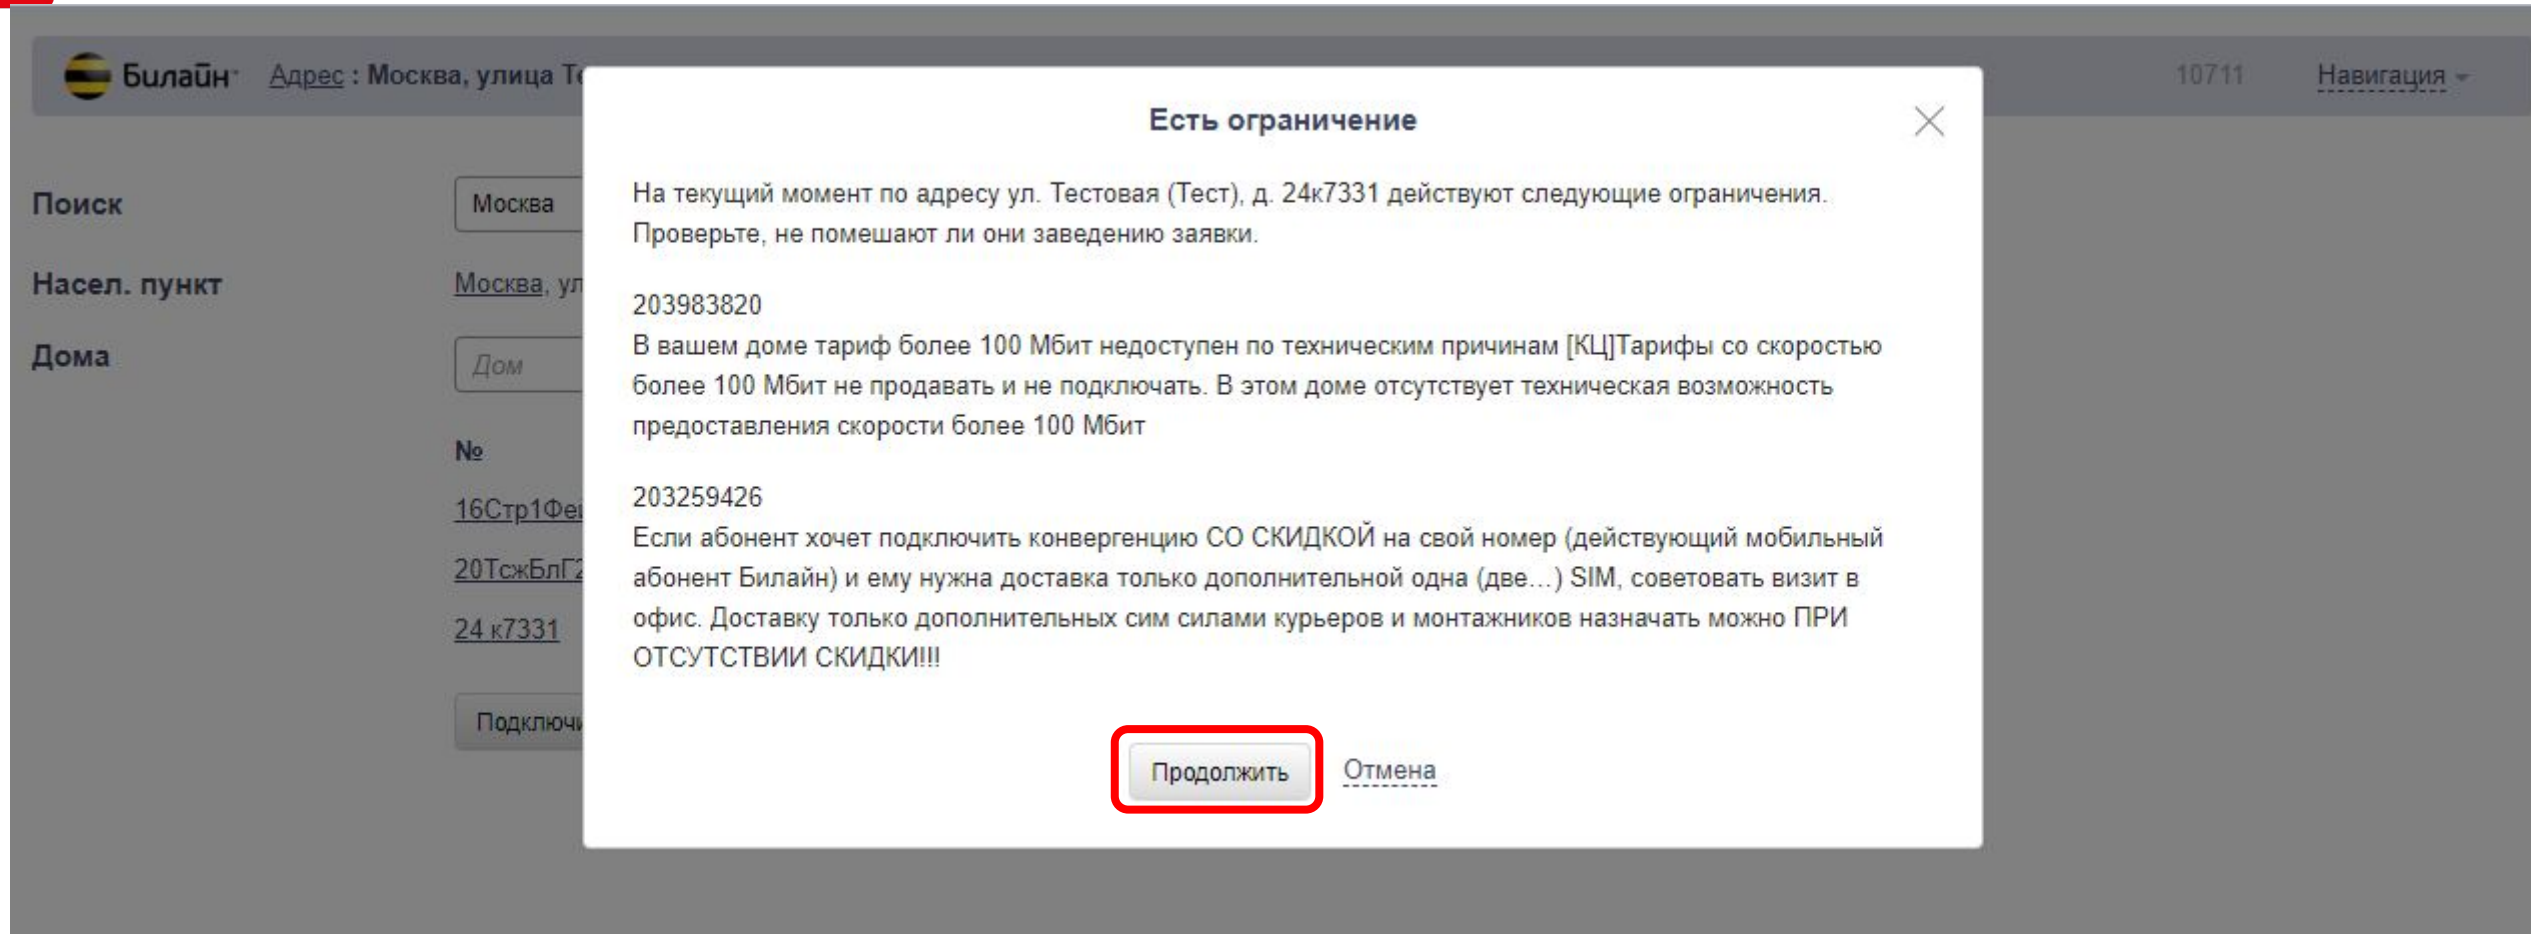 Билайн Адрес : Москва, улица 10711 Навигация
Есть ограничение
Поиск
Москва
Насел. пункт
Москва, ул
Дома
Дом
№
16Стр1Фе
20ТсжБлГ2
24 к7331
Подключ
На текущий момент по адресу ул. Тестовая (Тест), д. 24к7331 действуют следующие ограничения.
Проверьте, не помешают ли они заведению заявки.
203983820
В вашем доме тариф более 100 Мбит недоступен по техническим причинам [КЦ]Тарифы со скоростью
более 100 Мбит не продавать и не подключать. В этом доме отсутствует техническая возможность
предоставления скорости более 100 Мбит
203259426
Если абонент хочет подключить конвергенцию СО СКИДКОЙ на свой номер (действующий мобильный
абонент Билайн) и ему нужна доставка только дополнительной одна (две...) SIM, советовать визит в
офис. Доставку только дополнительных сим силами курьеров и монтажников назначать можно ПРИ
ОТСУТСТВИИ СКИДКИ!!!
Продолжить Отмена